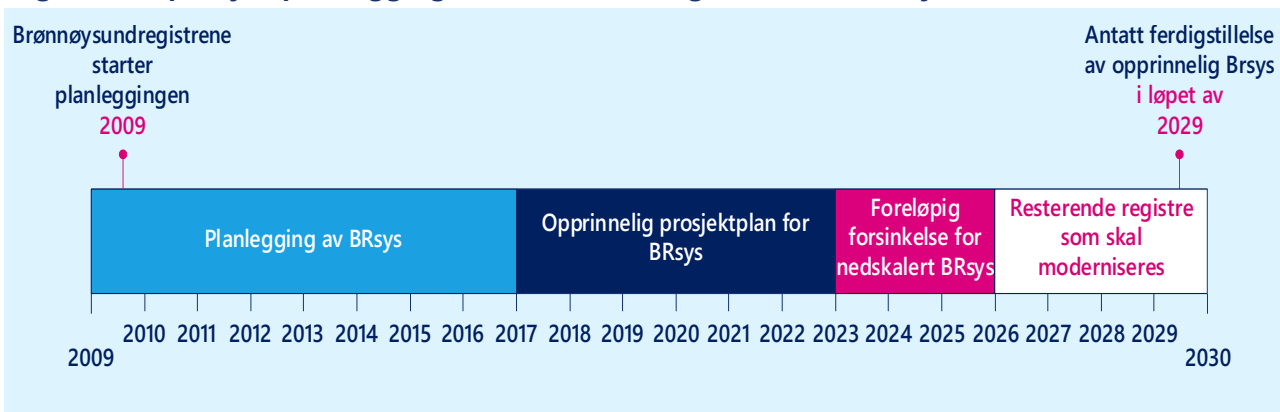 Brønnøysundregistrene
starter
planleggingen
2009
Antatt ferdigstillelse
av opprinnelig Brsys
i løpet av
2029
Planlegging av BRsys
Opprinnelig prosjektplan for
BRsys
Foreløpig
forsinkelse for
nedskalert BRsys
Resterende registre
som skal
moderniseres
2009
2010 2011 2012 2013 2014 2015 2016 2017 2018 2019 2020 2021 2022 2023 2024 2025 2026 2027 2028 2029
2030